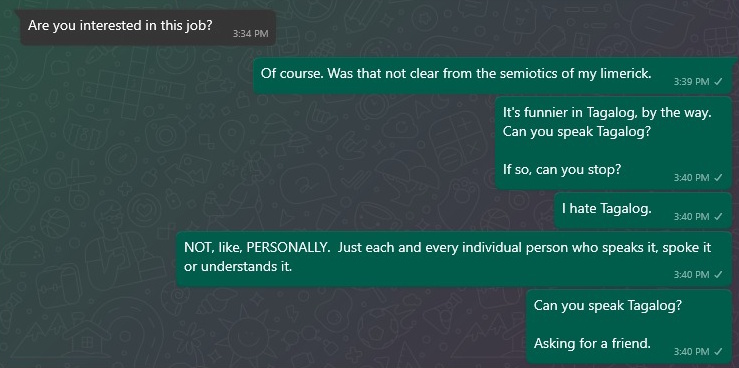 Are you interested in this job?
3:34 PM
Of course. Was that not clear from the semiotics of my limerick.
3:39 PM
It's funnier in Tagalog, by the way.
Can you speak Tagalog?
If so, can you stop?
3:40 PM
I hate Tagalog.
3:40 PM
NOT, like, PERSONALLY.  Just each and every individual person who speaks it, spoke it
or understands it.
3:40 PM
Can you speak Tagalog?
Asking for a friend.
3:40 PM